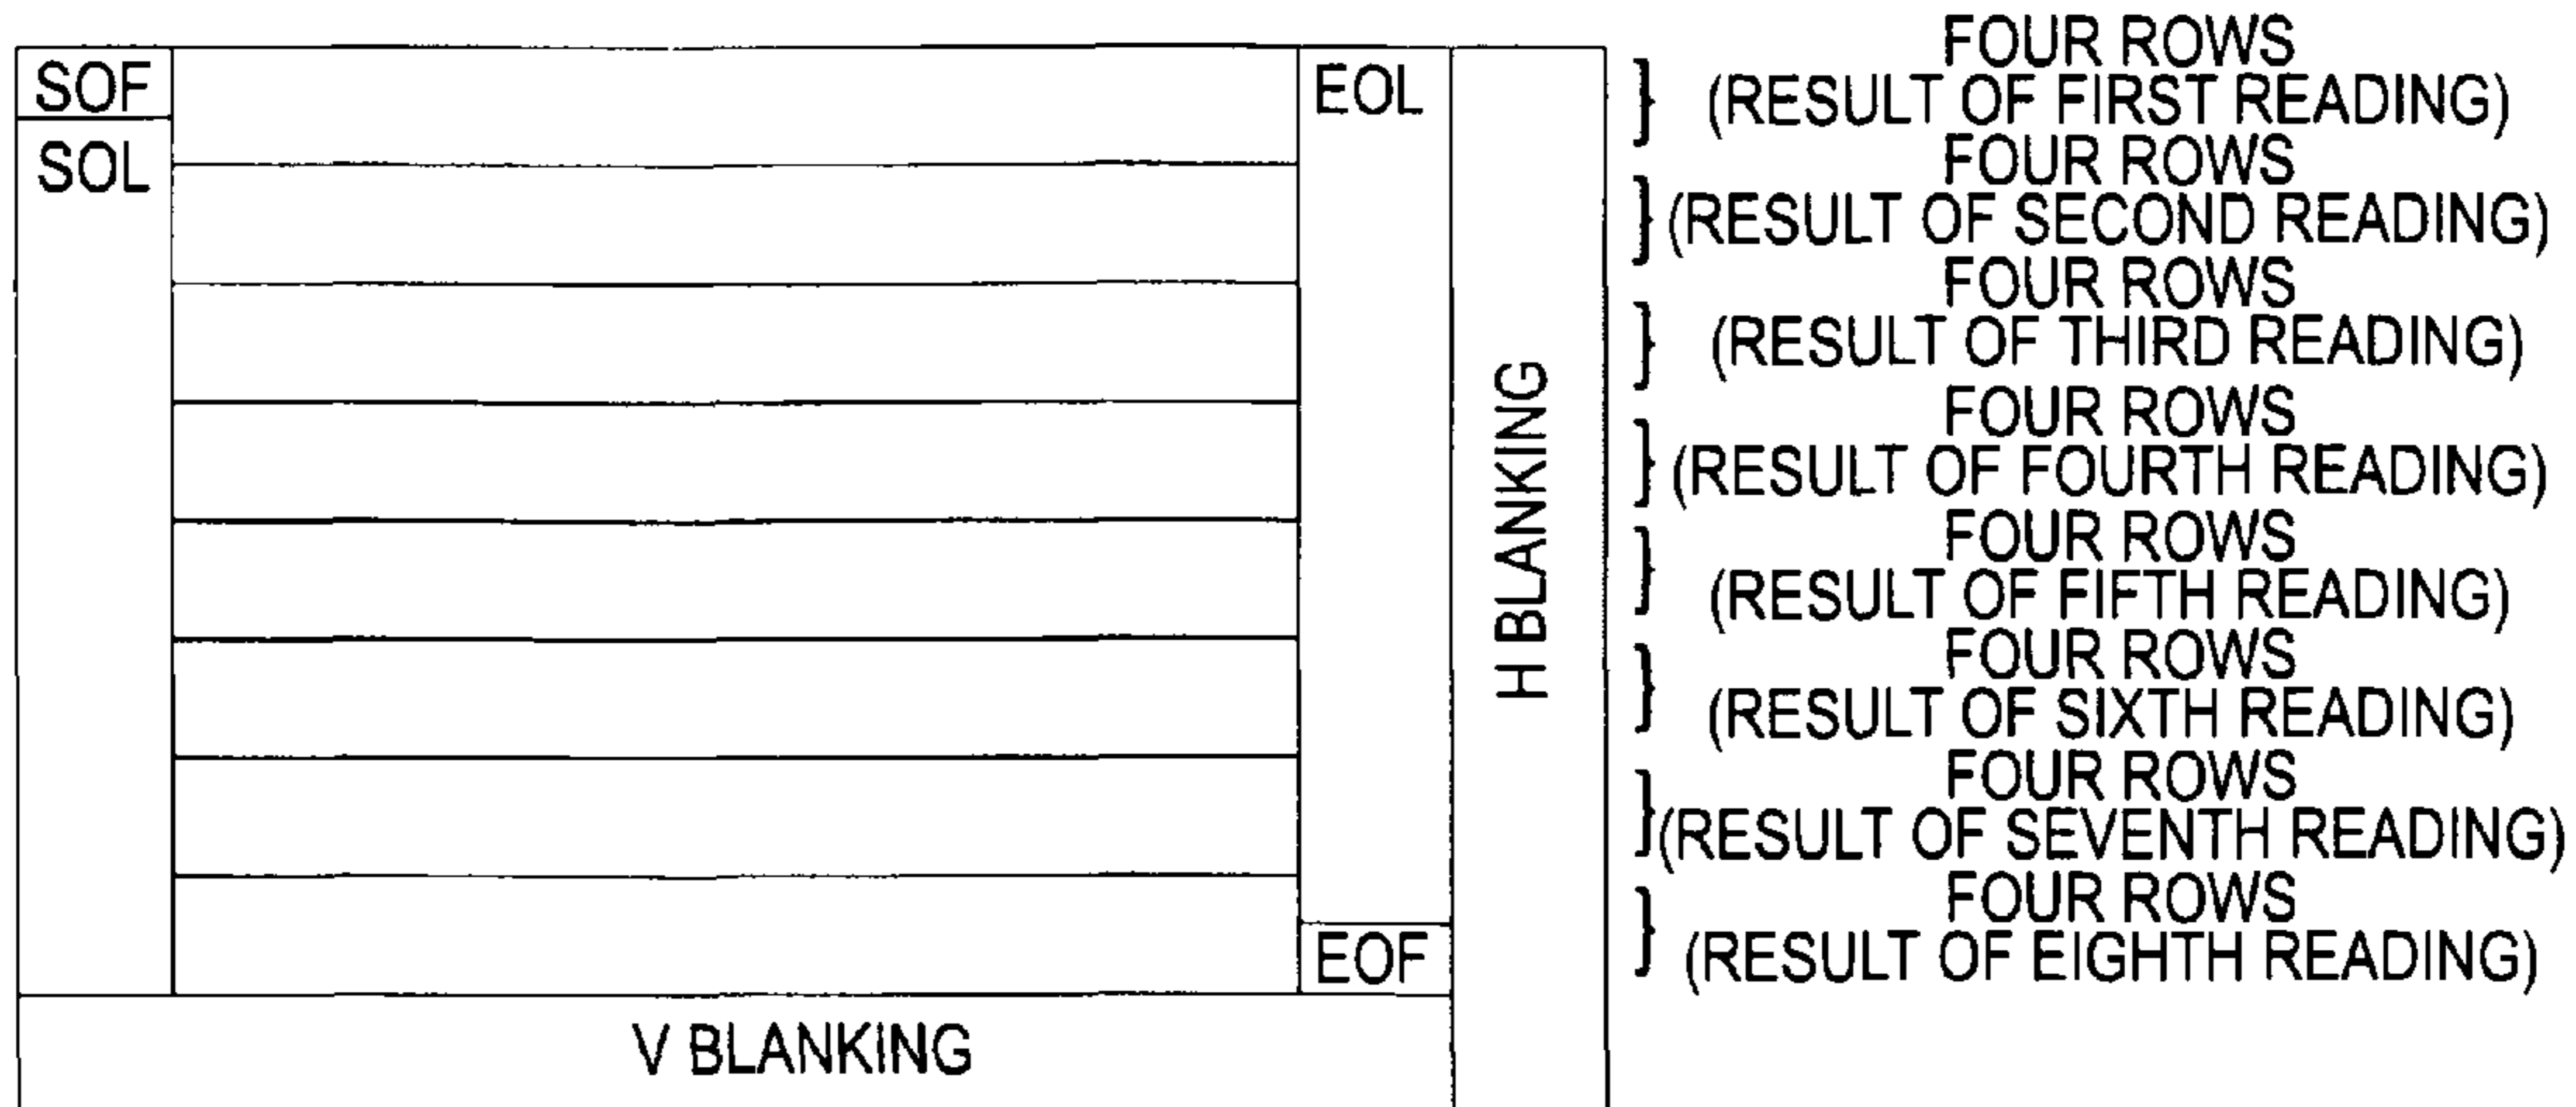 SOF
SOL
EOL
EOF
H BLANKING
V BLANKING
FOUR ROWS
(RESULT OF FIRST READING)
FOUR ROWS
(RESULT OF SECOND READING)
FOUR ROWS
(RESULT OF THIRD READING)
FOUR ROWS
(RESULT OF FOURTH READING)
FOUR ROWS
(RESULT OF FIFTH READING)
FOUR ROWS
(RESULT OF SIXTH READING)
FOUR ROWS
(RESULT OF SEVENTH READING)
FOUR ROWS
(RESULT OF EIGHTH READING)